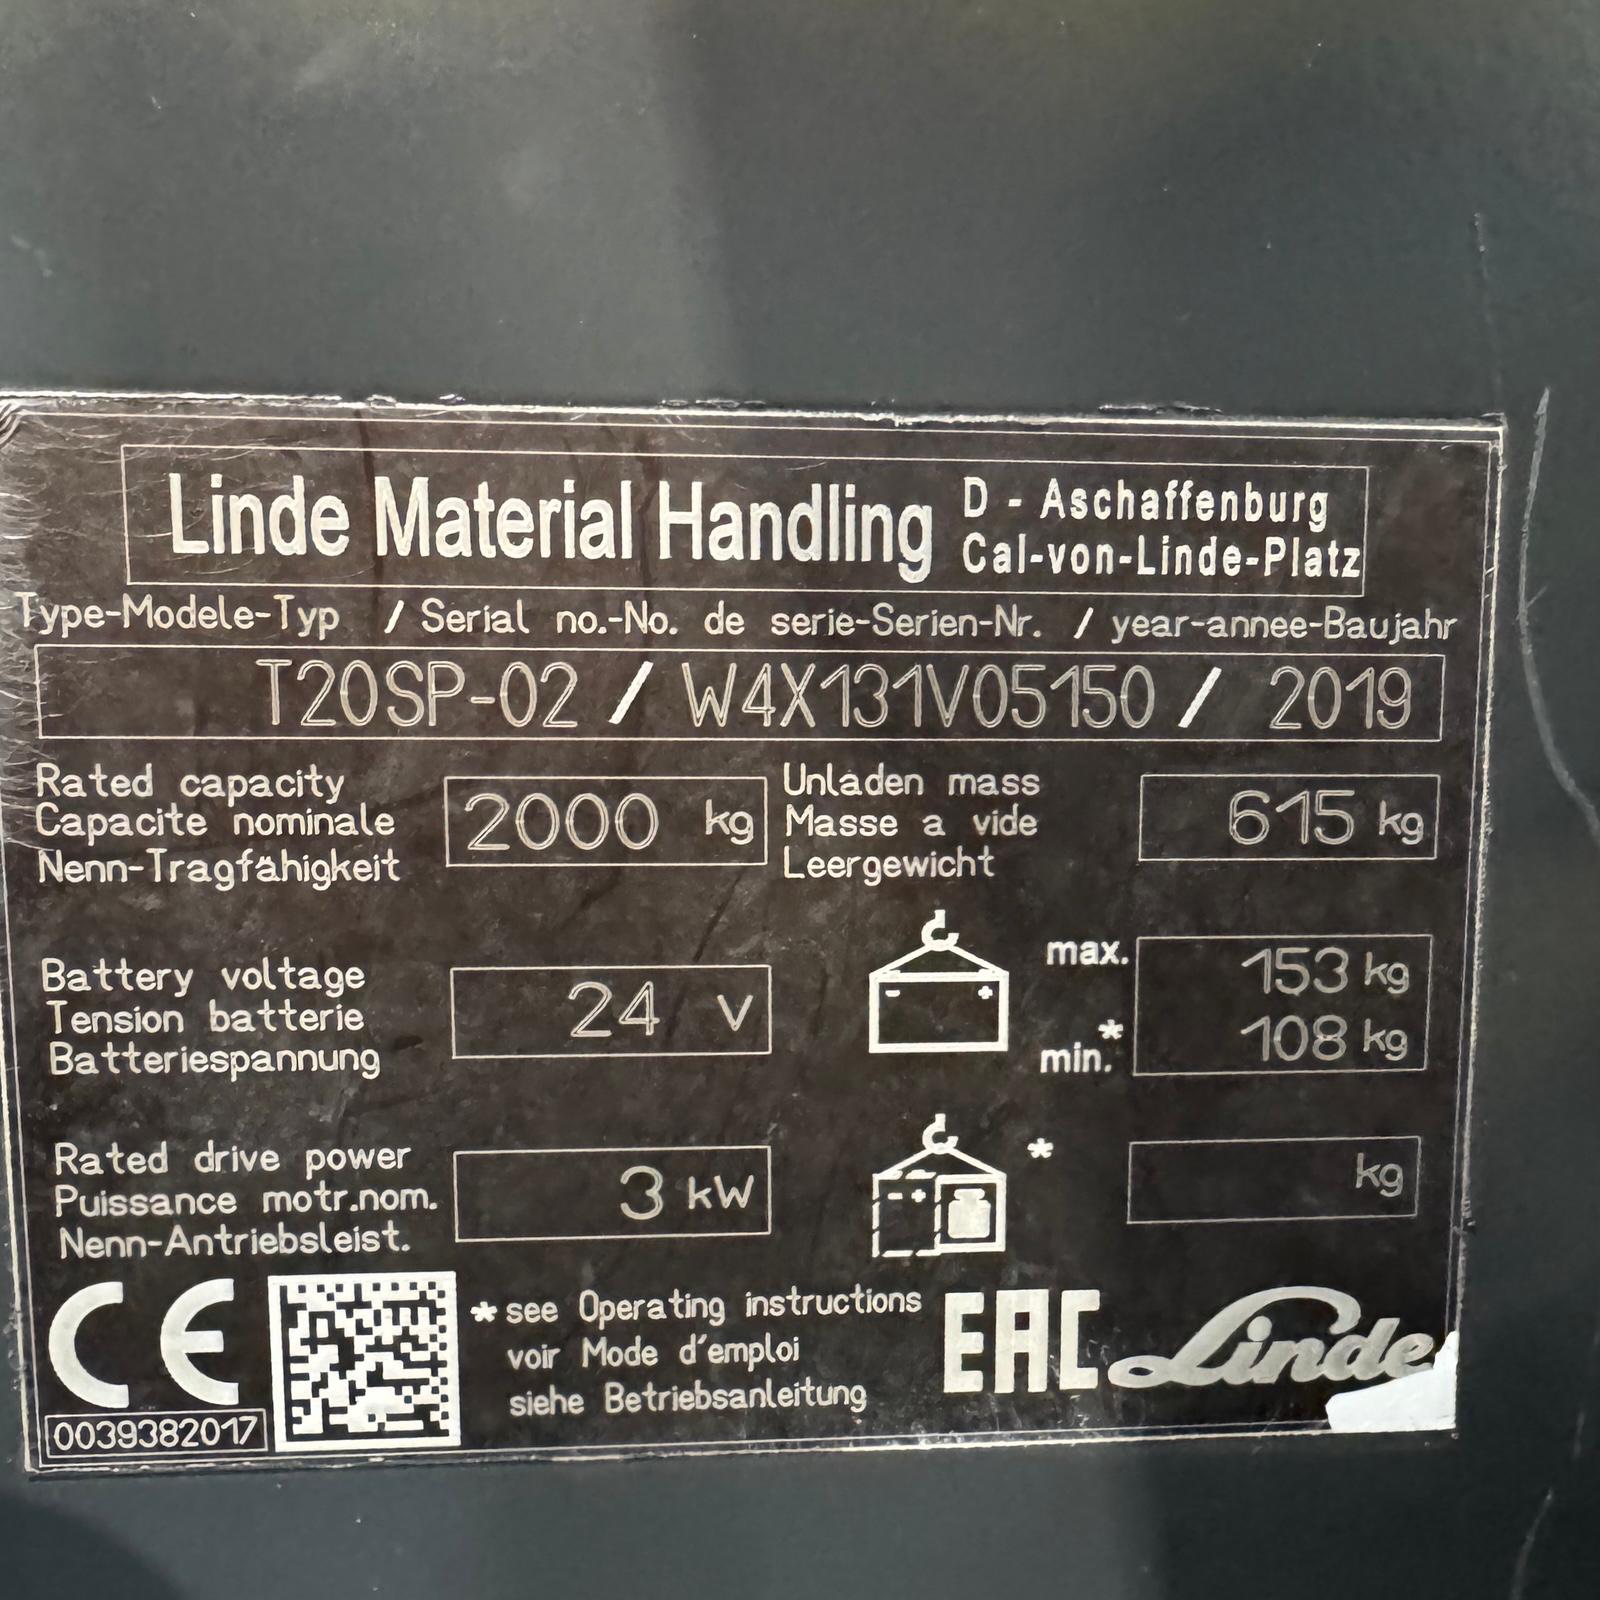 Linde Material Handling D - Aschaffenburg
Cal-von-Linde-Platz
Type-Modele-Typ / Serial no.-No. de serie-Serien-Nr. / year-annee-Baujahr
T20SP-02 / W4X131V05150 / 2019
Rated capacity
Capacite nominale
Nenn-Tragfähigkeit
2000 kg
Unladen mass
Masse a vide
Leergewicht
615 kg
Battery voltage
Tension batterie
Batteriespannung
24 V
- +
max. 153 kg
min.* 108 kg
Rated drive power
Puissance motr.nom.
Nenn-Antriebsleist.
3 kW
- +
* kg
CE
0039382017
* see Operating instructions
voir Mode d'emploi
siehe Betriebsanleitung
EAC
Linde